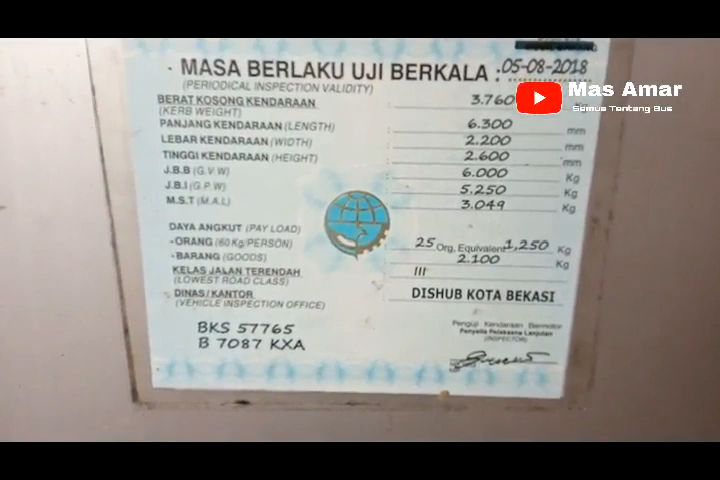 MASA BERLAKU UJI BERKALA : 05-08-2018
(PERIODICAL INSPECTION VALIDITY)
Mas Amar
Semua Tentang Bus
BERAT KOSONG KENDARAAN 3.760
(KERB WEIGHT)
PANJANG KENDARAAN (LENGTH) 6.300 mm
LEBAR KENDARAAN (WIDTH) 2.200 mm
TINGGI KENDARAAN (HEIGHT) 2.600 mm
J.B.B (G.V.W) 6.000 Kg
J.B.I (G.P.W) 5.250 Kg
M.S.T (M.A.L) 3.049 Kg
DAYA ANGKUT (PAY LOAD)
- ORANG (60 Kg/PERSON) 25 Org, Equivalent 1,250 Kg
- BARANG (GOODS) 2.100 Kg
KELAS JALAN TERENDAH III
(LOWEST ROAD CLASS)
DINAS/KANTOR DISHUB KOTA BEKASI
(VEHICLE INSPECTION OFFICE)
BKS 57765
B 7087 KXA
Penguji Kendaraan Bermotor
Penyelia Pelaksana Lanjutan
(INSPECTOR)